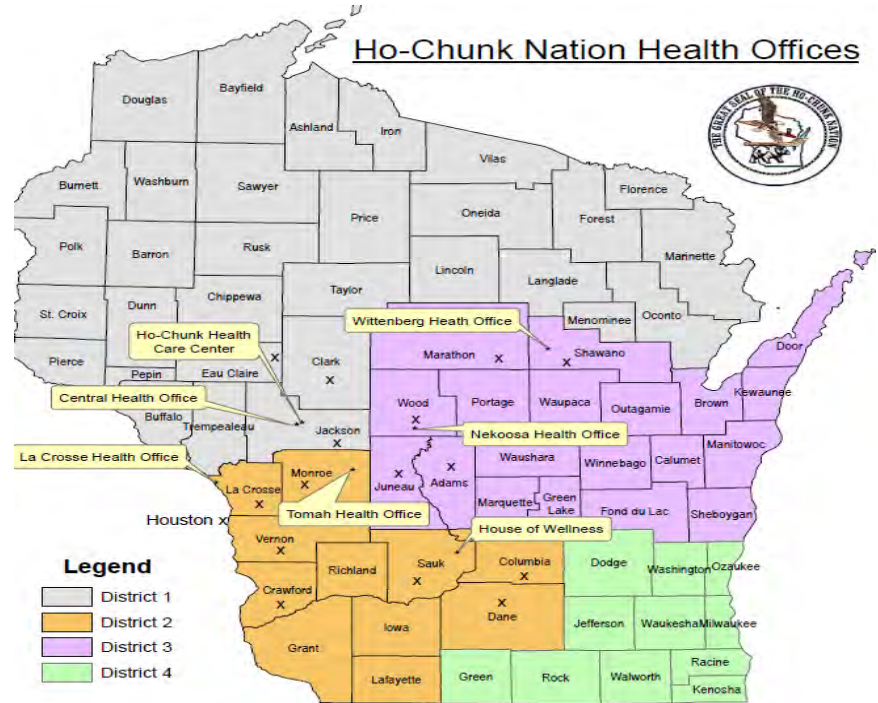 Ho-Chunk Nation Health Offices
THE GREAT SEAL OF THE HO-CHUNK NATION
Douglas
Bayfield
Ashland
Iron
Vilas
Burnett
Washburn
Sawyer
Price
Oneida
Forest
Florence
Marinette
Polk
Barron
Rusk
Lincoln
Langlade
Taylor
Chippewa
Dunn
St. Croix
Oconto
Menominee
Wittenberg Heath Office
Ho-Chunk Health
Care Center
Clark
X
X
Marathon
X
Shawano
X
Door
Pierce
Pepin
Eau Claire
Central Health Office
Buffalo
Trempealeau
Jackson
X
Wood
X
Portage
Waupaca
Outagamie
Brown
Kewaunee
Nekoosa Health Office
La Crosse Health Office
Monroe
X
La Crosse
X
Juneau
X
Adams
X
Waushara
Winnebago
Calumet
Manitowoc
Marquette
Green
Lake
Fond du Lac
Sheboygan
Houston x
Tomah Health Office
House of Wellness
Vernon
X
Richland
Sauk
X
Columbia
X
Dodge
Washington
Ozaukee
Crawford
X
Dane
X
Iowa
Grant
Lafayette
Jefferson
Waukesha
Milwaukee
Green
Rock
Walworth
Racine
Kenosha
Legend
District 1
District 2
District 3
District 4